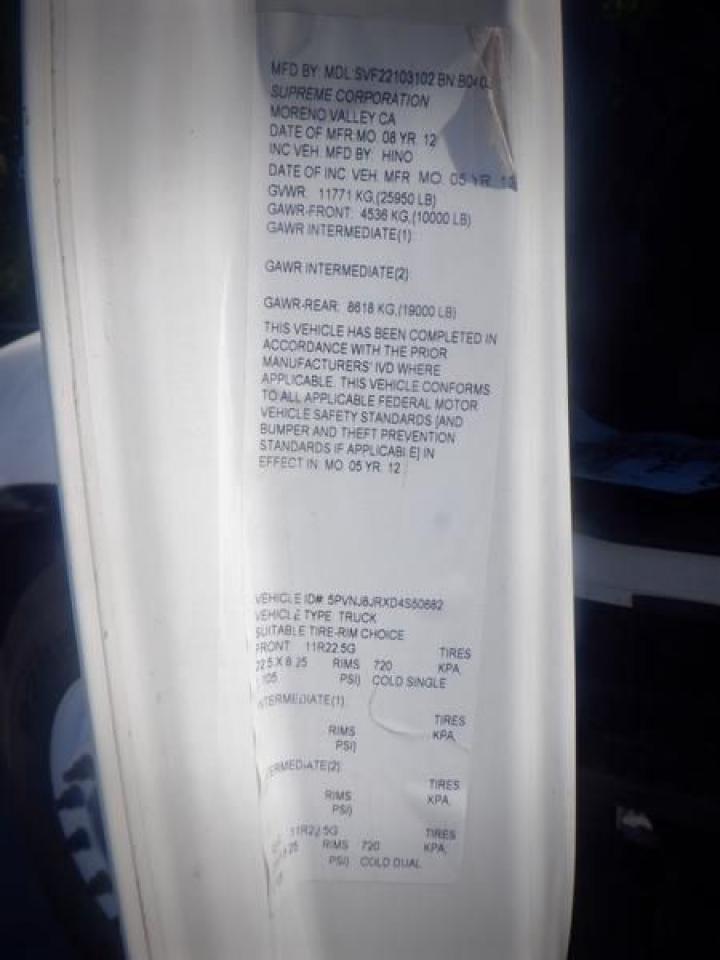 MFD BY: MDL:SVF22103102 BN:B040
SUPREME CORPORATION
MORENO VALLEY CA
DATE OF MFR:MO. 08 YR. 12
INC VEH. MFD BY: HINO
DATE OF INC. VEH. MFR. MO. 05 YR. 12
GVWR: 11771 KG,(25950 LB)
GAWR-FRONT: 4536 KG,(10000 LB)
GAWR INTERMEDIATE(1):
GAWR INTERMEDIATE(2):
GAWR-REAR: 8618 KG,(19000 LB)
THIS VEHICLE HAS BEEN COMPLETED IN
ACCORDANCE WITH THE PRIOR
MANUFACTURERS' IVD WHERE
APPLICABLE. THIS VEHICLE CONFORMS
TO ALL APPLICABLE FEDERAL MOTOR
VEHICLE SAFETY STANDARDS [AND
BUMPER AND THEFT PREVENTION
STANDARDS IF APPLICABLE] IN
EFFECT IN: MO. 05 YR. 12
VEHICLE ID#: 5PVNJ8JRXD4S50682
VEHICLE TYPE: TRUCK
SUITABLE TIRE-RIM CHOICE
FRONT: 11R22.5G TIRES
22.5 X 8.25 RIMS 720 KPA,
105 PSI) COLD SINGLE
INTERMEDIATE(1):
TIRES
RIMS KPA,
PSI)
INTERMEDIATE(2):
TIRES
RIMS KPA,
PSI)
11R22.5G TIRES
RIMS 720 KPA,
PSI) COLD DUAL